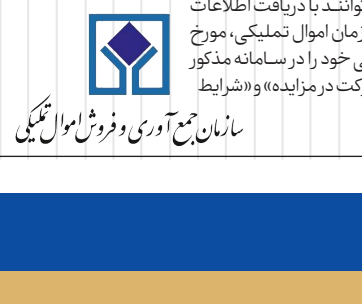 توانند با دریافت اطلاعات
زمان اموال تملیکی، مورخ
ی خود را در سامانه مذکور
کت در مزایده» و «شرایط
سازمان جمع آوری و فروش اموال تملیکی